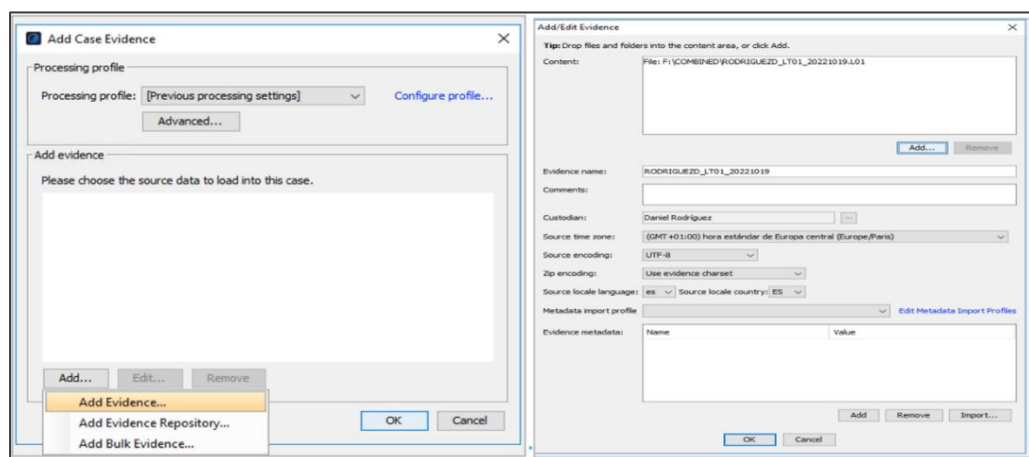 Add Case Evidence
Processing profile
Processing profile: [Previous processing settings] Configure profile...
Advanced...
Add evidence
Please choose the source data to load into this case.
Add... Edit... Remove
Add Evidence...
Add Evidence Repository...
Add Bulk Evidence...
OK Cancel
Add/Edit Evidence
Tip: Drop files and folders into the content area, or click Add.
Content: File: F:\COMBINED\RODRIGUEZD_LT01_20221019.L01
Add... Remove
Evidence name: RODRIGUEZD_LT01_20221019
Comments:
Custodian: Daniel Rodríguez ...
Source time zone: (GMT+01:00) hora estándar de Europa central (Europe/Paris)
Source encoding: UTF-8
Zip encoding: Use evidence charset
Source locale language: es Source locale country: ES
Metadata import profile Edit Metadata Import Profiles
Evidence metadata: Name Value
Add Remove Import...
OK Cancel